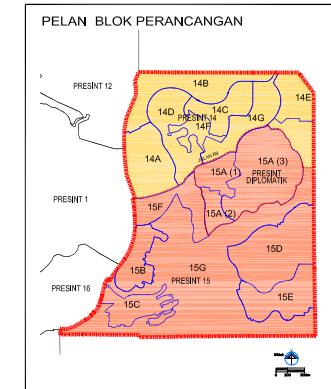 PELAN BLOK PERANCANGAN
PRESINT 12
14B
14E
14D
14C
PRESINT 14
14F
14G
14A
15A (1)
15A (3)
PRESINT
DIPLOMATIK
PRESINT 1
15F
15A (2)
15D
15B
15G
PRESINT 15
PRESINT 16
15C
15E